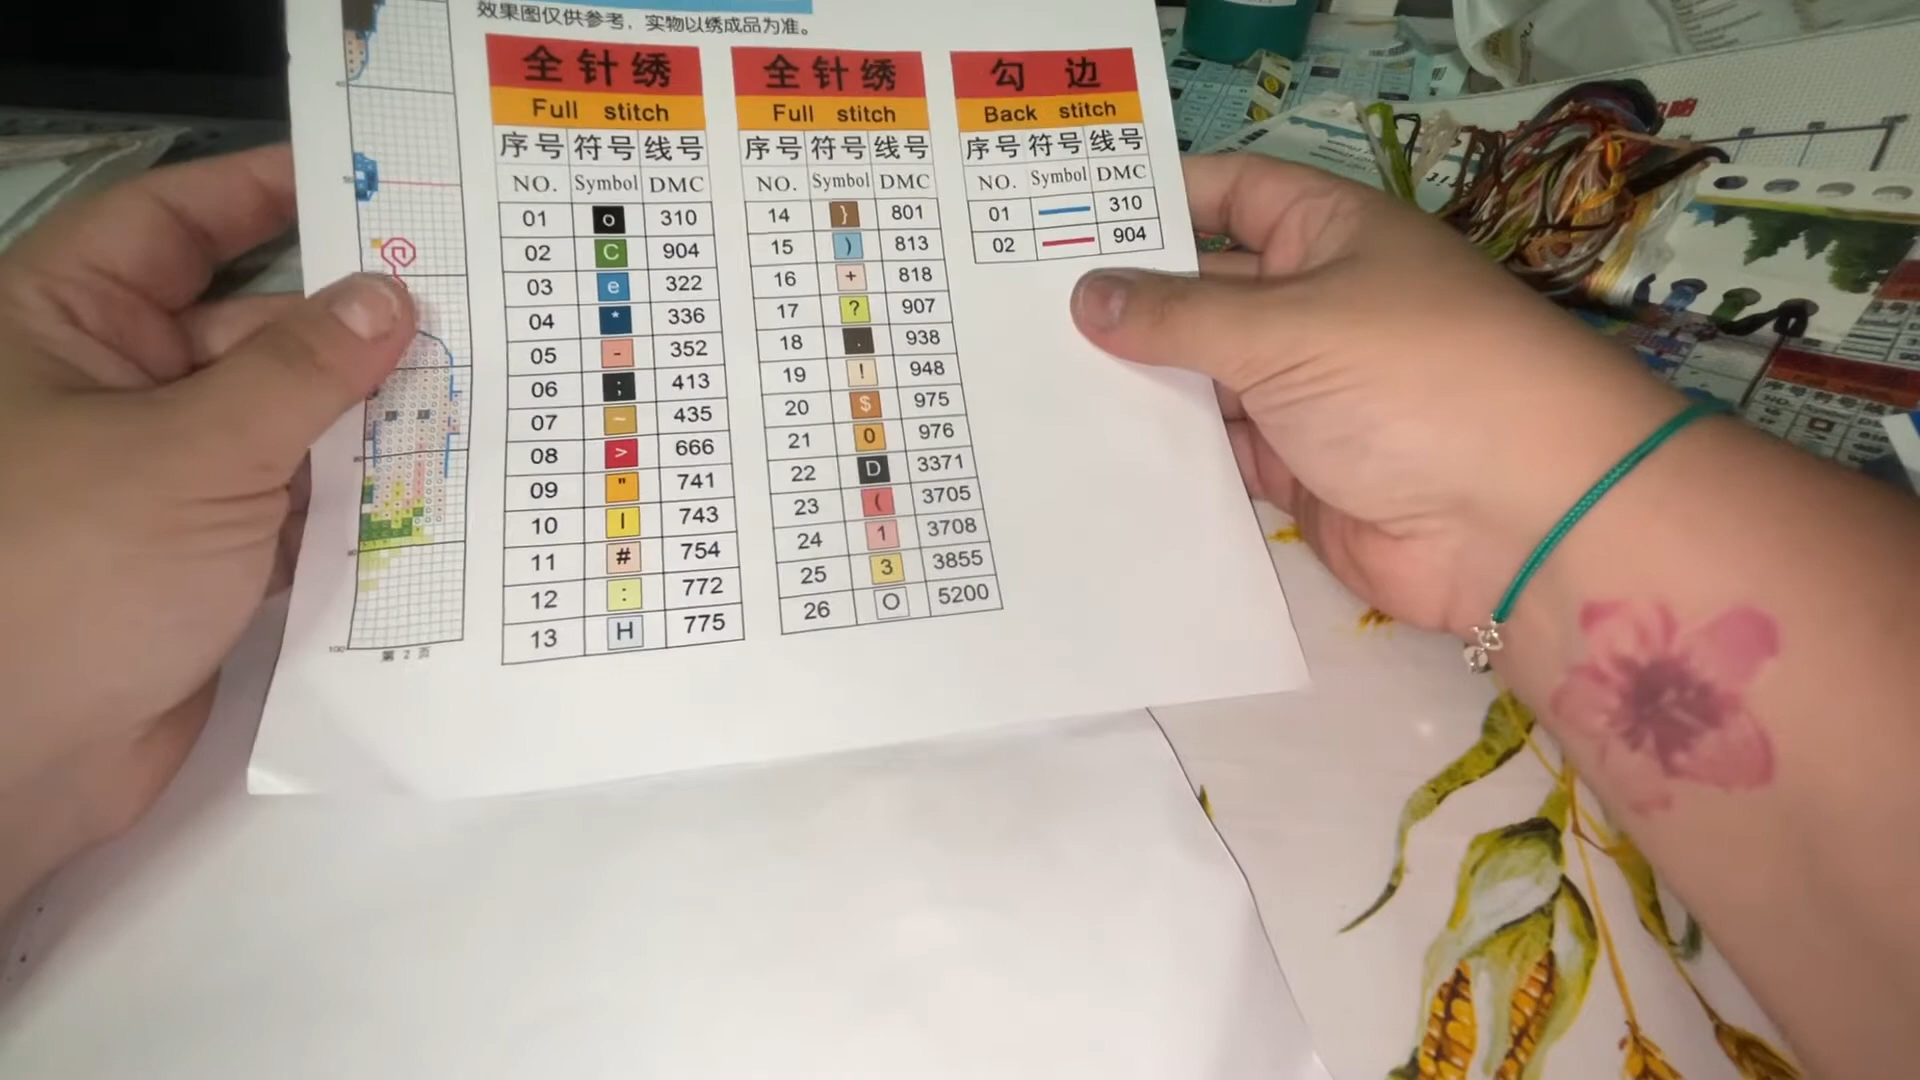 效果图仅供参考，实物以绣成品为准。
全针绣
Full stitch
序号 符号 线号
NO. Symbol DMC
01 o 310
02 C 904
03 e 322
04 * 336
05 - 352
06 ; 413
07 ~ 435
08 > 666
09 " 741
10 I 743
11 # 754
12 : 772
13 H 775
全针绣
Full stitch
序号 符号 线号
NO. Symbol DMC
14 } 801
15 ) 813
16 + 818
17 ? 907
18 . 938
19 ! 948
20 $ 975
21 0 976
22 D 3371
23 ( 3705
24 1 3708
25 3 3855
26 O 5200
勾边
Back stitch
序号 符号 线号
NO. Symbol DMC
01 310
02 904
100
第 2 页